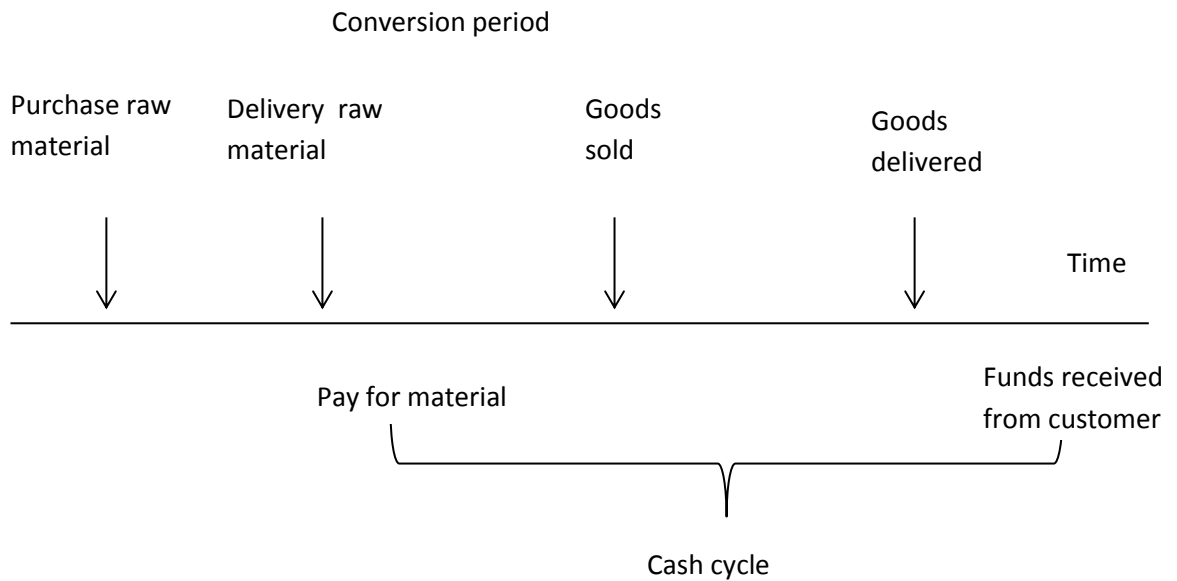 Conversion period
Purchase raw
material
Delivery  raw
material
Goods
sold
Goods
delivered
Time
Pay for material
Funds received
from customer
Cash cycle